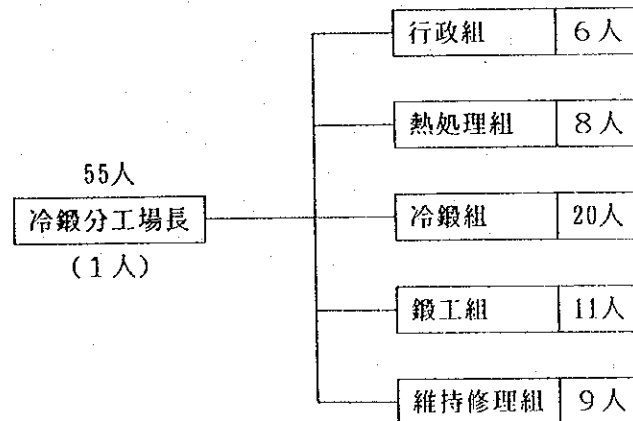 行政組 6人
熱処理組 8人
55人
冷鍛分工場長
(1人)
冷鍛組 20人
鍛工組 11人
維持修理組 9人